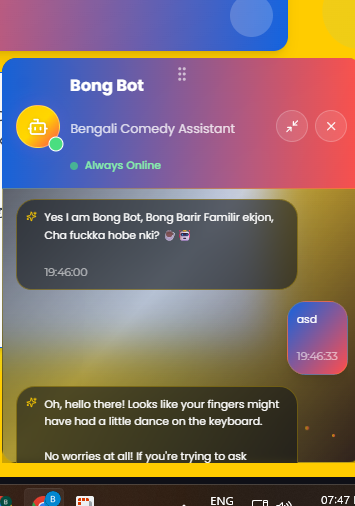 Bong Bot
Bengali Comedy Assistant
Always Online
Yes I am Bong Bot, Bong Barir Familir ekjon,
Cha fuckka hobe nki?
19:46:00
asd
19:46:33
Oh, hello there! Looks like your fingers might
have had a little dance on the keyboard.
No worries at all! If you're trying to ask
B
B
ENG
07:47